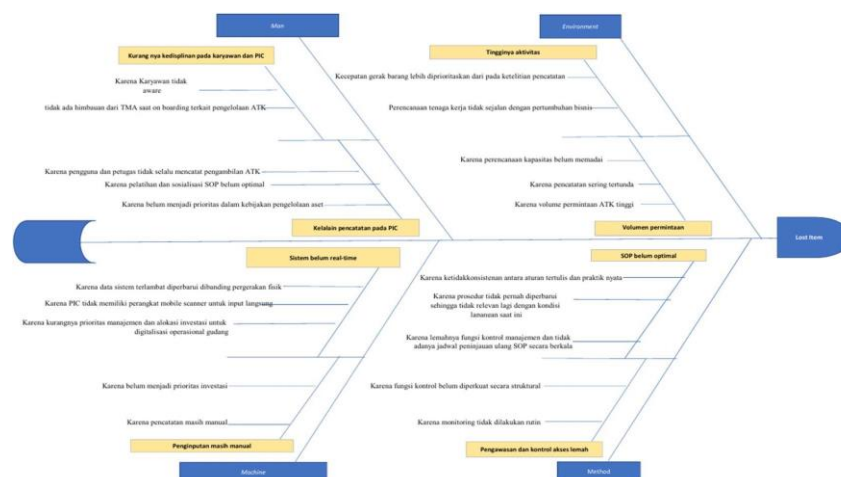 Man
Environment
Kurang nya kedisplinan pada karyawan dan PIC
Tingginya aktivitas
Karena Karyawan tidak
aware
Kecepatan gerak barang lebih diprioritaskan dari pada ketelitian pencatatan
tidak ada himbauan dari TMA saat on boarding terkait pengelolaan ATK
Perencanaan tenaga kerja tidak sejalan dengan pertumbuhan bisnis
Karena pengguna dan petugas tidak selalu mencatat pengambilan ATK
Karena pelatihan dan sosialisasi SOP belum optimal
Karena belum menjadi prioritas dalam kebijakan pengelolaan aset
Karena perencanaan kapasitas belum memadai
Karena pencatatan sering tertunda
Karena volume permintaan ATK tinggi
Kelalain pencatatan pada PIC
Volumen permintaan
Lost Item
Sistem belum real-time
SOP belum optimal
Karena data sistem terlambat diperbarui dibanding pergerakan fisik
Karena PIC tidak memiliki perangkat mobile scanner untuk input langsung
Karena kurangnya prioritas manajemen dan alokasi investasi untuk
digitalisasi operasional gudang
Karena ketidakkonsistenan antara aturan tertulis dan praktik nyata
Karena prosedur tidak pernah diperbarui
sehingga tidak relevan lagi dengan kondisi
saat ini
Karena lemahnya fungsi kontrol manajemen dan tidak
adanya jadwal peninjauan ulang SOP secara berkala
Karena belum menjadi prioritas investasi
Karena fungsi kontrol belum diperkuat secara struktural
Karena pencatatan masih manual
Karena monitoring tidak dilakukan rutin
Penginputan masih manual
Pengawasan dan kontrol akses lemah
Machine
Method